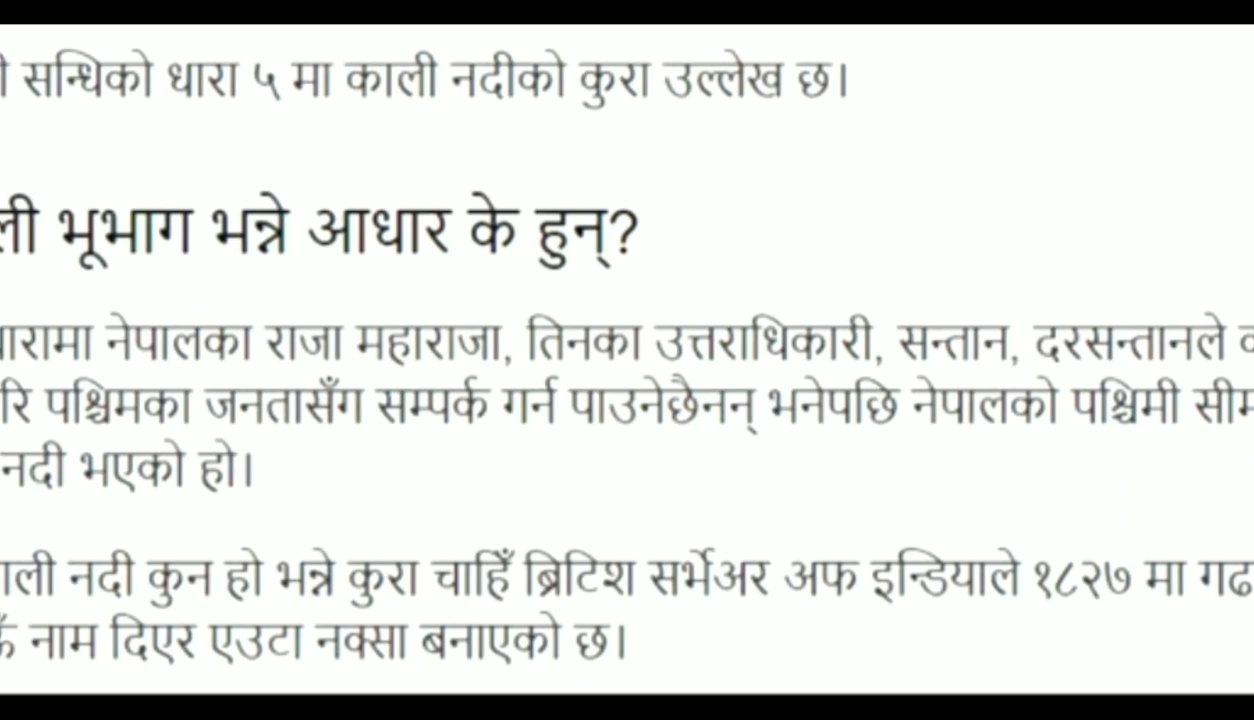 सन्धिको धारा ५ मा काली नदीको कुरा उल्लेख छ।
भूभाग भन्ने आधार के हुन्?
नेपालका राजा महाराजा, तिनका उत्तराधिकारी, सन्तान, दरसन्तानले
पश्चिमका जनतासँग सम्पर्क गर्न पाउनेछैनन् भनेपछि नेपालको पश्चिमी
नदी भएको हो।
नदी कुन हो भन्ने कुरा चाहिँ ब्रिटिश सर्भेअर अफ इन्डियाले १८२७ मा
नाम दिएर एउटा नक्सा बनाएको छ।